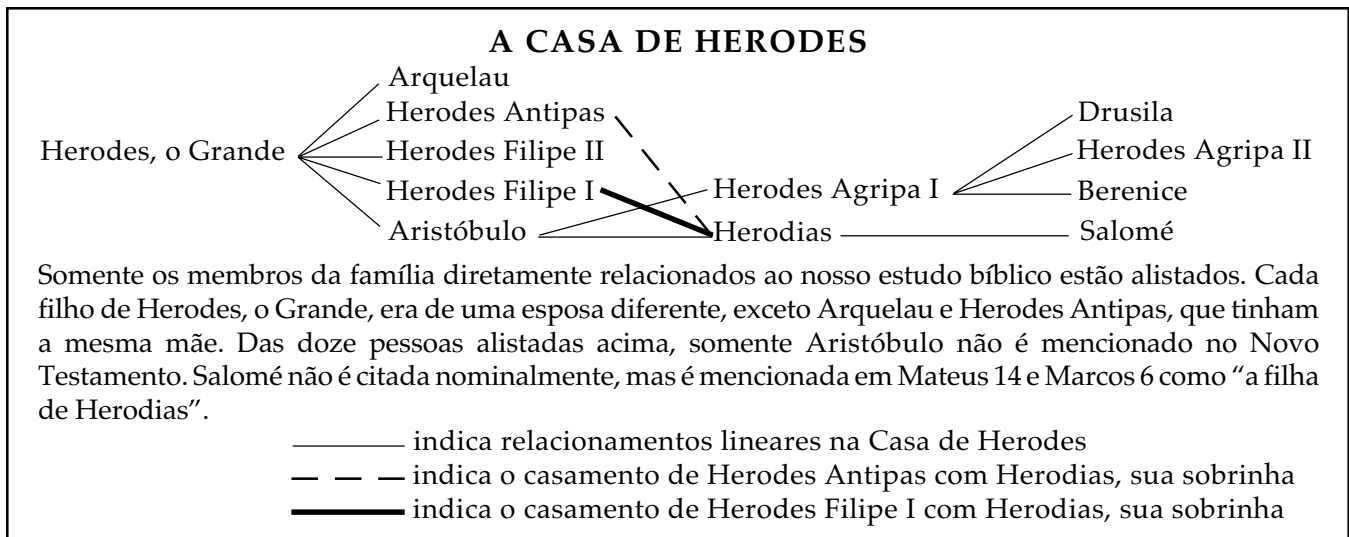 A CASA DE HERODES
Arquelau
Herodes Antipas
Drusila
Herodes, o Grande
Herodes Filipe II
Herodes Agripa II
Herodes Filipe I
Herodes Agripa I
Berenice
Aristóbulo
Herodias
Salomé
Somente os membros da família diretamente relacionados ao nosso estudo bíblico estão alistados. Cada
filho de Herodes, o Grande, era de uma esposa diferente, exceto Arquelau e Herodes Antipas, que tinham
a mesma mãe. Das doze pessoas alistadas acima, somente Aristóbulo não é mencionado no Novo
Testamento. Salomé não é citada nominalmente, mas é mencionada em Mateus 14 e Marcos 6 como “a filha
de Herodias”.
indica relacionamentos lineares na Casa de Herodes
indica o casamento de Herodes Antipas com Herodias, sua sobrinha
indica o casamento de Herodes Filipe I com Herodias, sua sobrinha